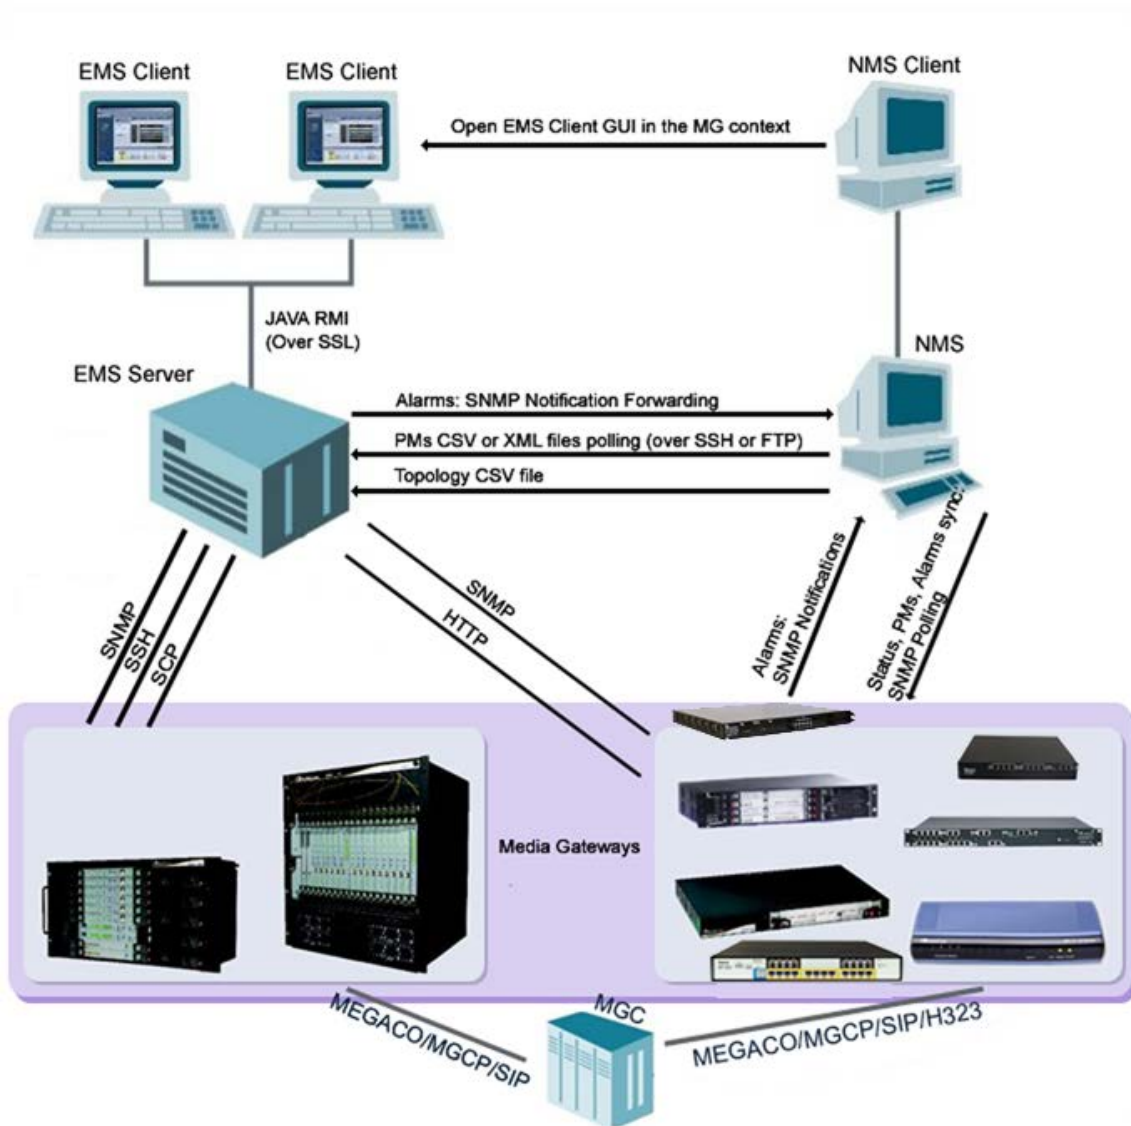 EMS Client
EMS Client
NMS Client
Open EMS Client GUI in the MG context
JAVA RMI
(Over SSL)
EMS Server
NMS
Alarms: SNMP Notification Forwarding
PMs CSV or XML files polling (over SSH or FTP)
Topology CSV file
SNMP
SSH
SCP
SNMP
HTTP
Alarms:
SNMP Notifications
Status, PMs, Alarms sync:
SNMP Polling
Media Gateways
MEGACO/MGCP/SIP
MGC
MEGACO/MGCP/SIP/H323